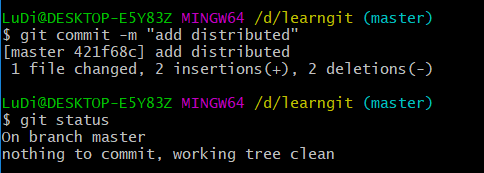 LuDi@DESKTOP-E5Y83Z MINGW64 /d/learngit (master)
$ git commit -m "add distributed"
[master 421f68c] add distributed
 1 file changed, 2 insertions(+), 2 deletions(-)
LuDi@DESKTOP-E5Y83Z MINGW64 /d/learngit (master)
$ git status
On branch master
nothing to commit, working tree clean